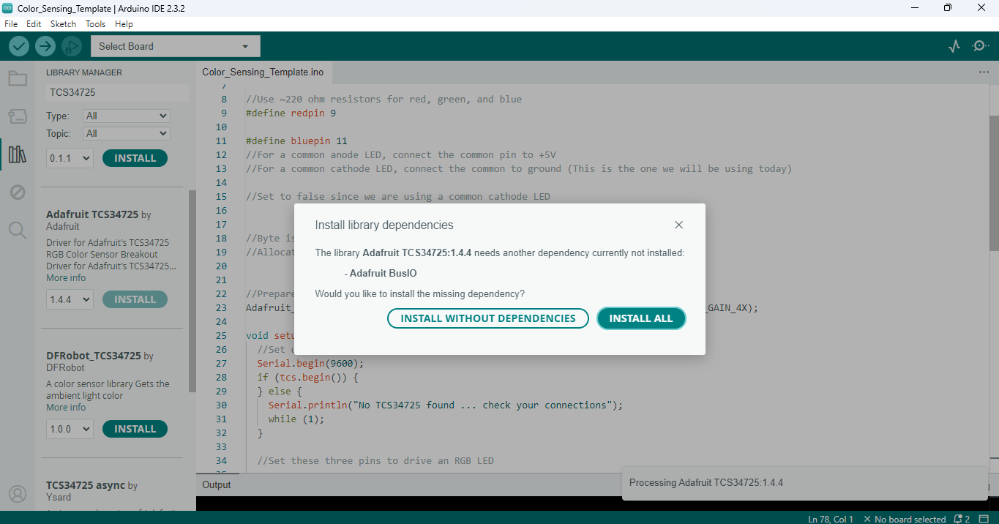 Color_Sensing_Template | Arduino IDE 2.3.2
File Edit Sketch Tools Help
Select Board
LIBRARY MANAGER
TCS34725
Type: All
Topic: All
0.1.1 INSTALL
Adafruit TCS34725 by
Adafruit
Driver for Adafruit's TCS34725
RGB Color Sensor Breakout
Driver for Adafruit's TCS34725...
More info
1.4.4 INSTALL
DFRobot_TCS34725 by
DFRobot
A color sensor library Gets the
ambient light color
More info
1.0.0 INSTALL
TCS34725 async by
Ysard
Color_Sensing_Template.ino
7
8 //Use ~220 ohm resistors for red, green, and blue
9 #define redpin 9
10
11 #define bluepin 11
12 //For a common anode LED, connect the common pin to +5V
13 //For a common cathode LED, connect the common to ground (This is the one we will be using today)
14
15 //Set to false since we are using a common cathode LED
16
17
18 //Byte is
19 //Allocat
20
21
22 //Prepare
23 Adafruit_ _GAIN_4X);
24
25 void setu
26 //Set u
27 Serial.begin(9600);
28 if (tcs.begin()) {
29 } else {
30 Serial.println("No TCS34725 found ... check your connections");
31 while (1);
32 }
33
34 //Set these three pins to drive an RGB LED
35
Install library dependencies
The library Adafruit TCS34725:1.4.4 needs another dependency currently not installed:
- Adafruit BusIO
Would you like to install the missing dependency?
INSTALL WITHOUT DEPENDENCIES INSTALL ALL
Output
Processing Adafruit TCS34725:1.4.4
Ln 78, Col 1 No board selected 2